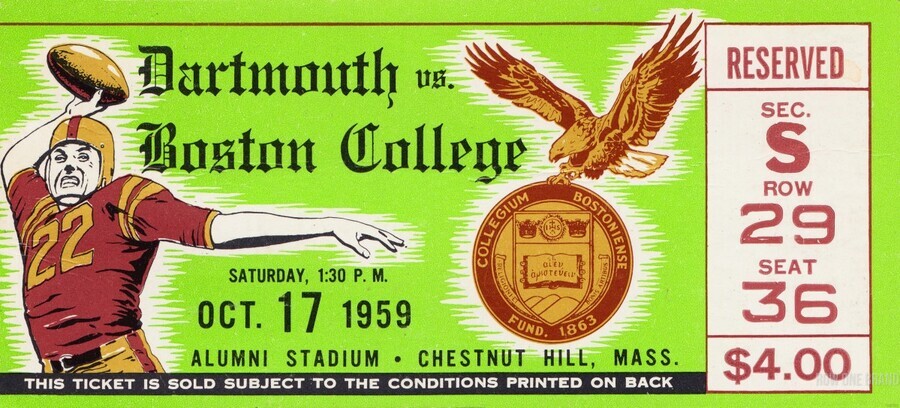 Dartmouth vs.
Boston College
22
SATURDAY, 1:30 P. M.
OCT. 17 1959
ALUMNI STADIUM • CHESTNUT HILL, MASS.
THIS TICKET IS SOLD SUBJECT TO THE CONDITIONS PRINTED ON BACK
COLLEGIUM BOSTONIENSE
FUND. 1863
RESERVED
SEC.
S
ROW
29
SEAT
36
$4.00